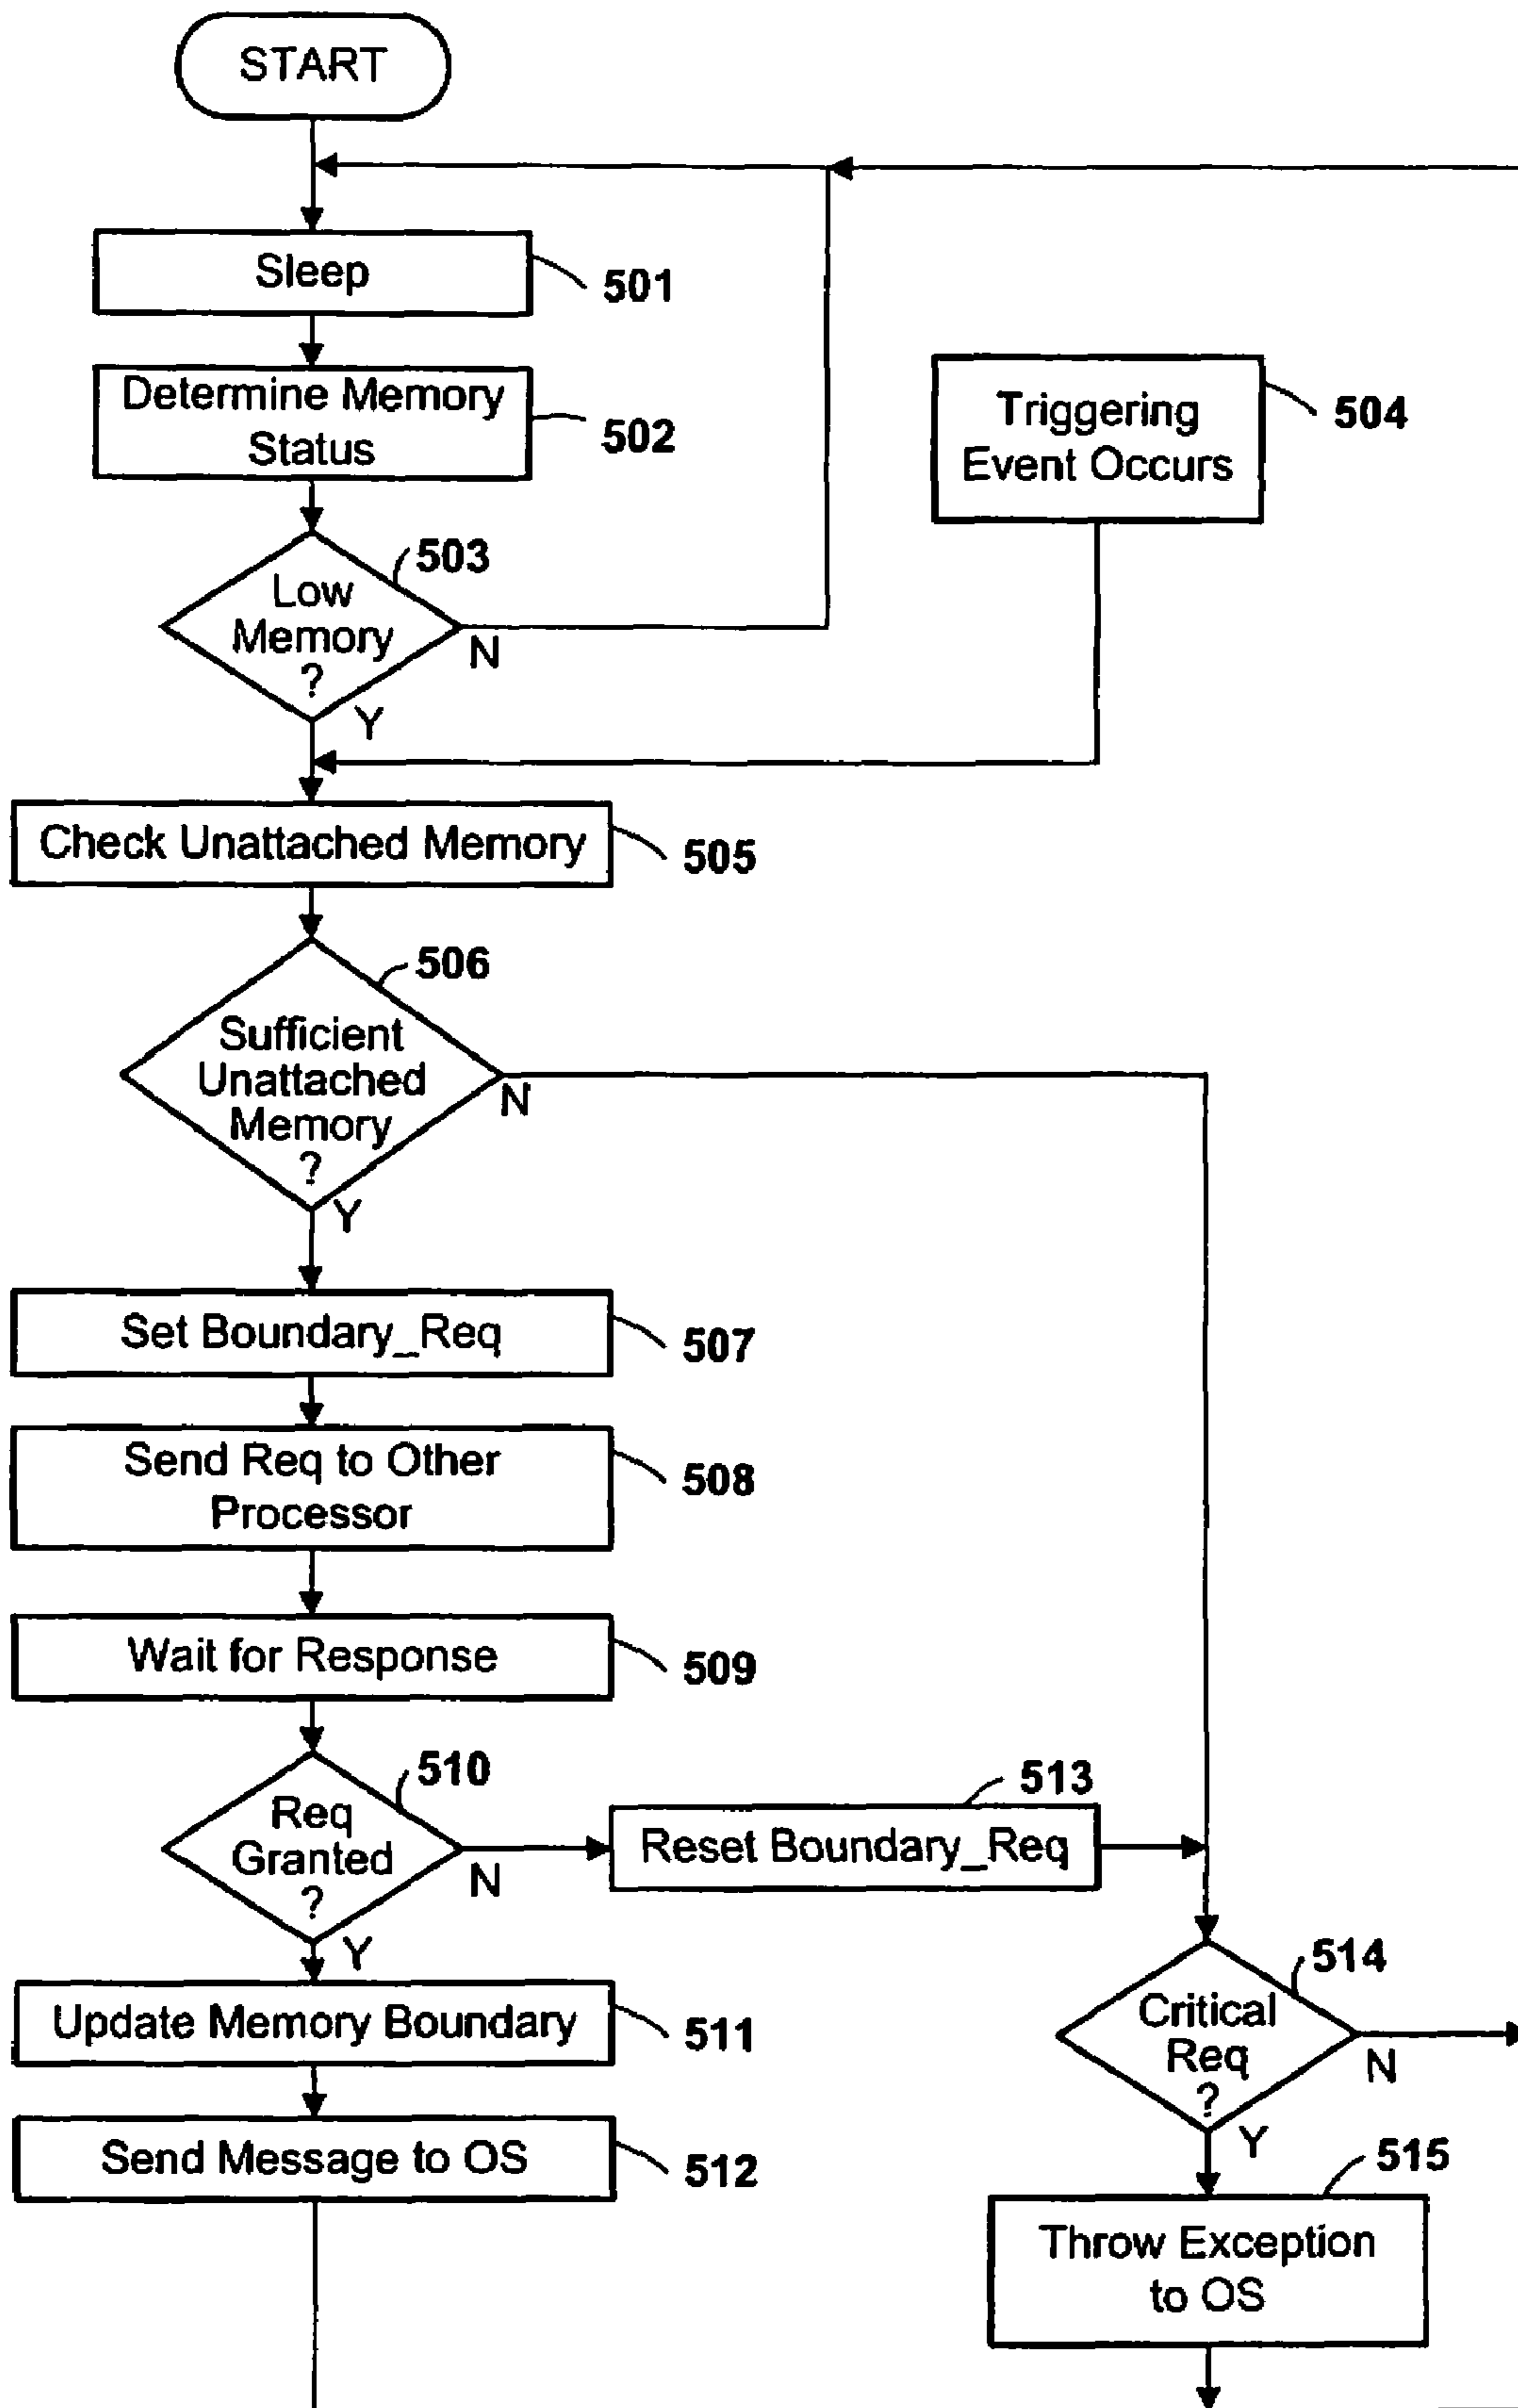 START
Sleep
501
Determine Memory
Status
502
Triggering
Event Occurs
504
503
Low
Memory
?
N
Y
Check Unattached Memory
505
506
Sufficient
Unattached
Memory
?
N
Y
Set Boundary_Req
507
Send Req to Other
Processor
508
Wait for Response
509
510
Req
Granted
?
N
Y
513
Reset Boundary_Req
Update Memory Boundary
511
514
Critical
Req
?
N
Y
Send Message to OS
512
515
Throw Exception
to OS